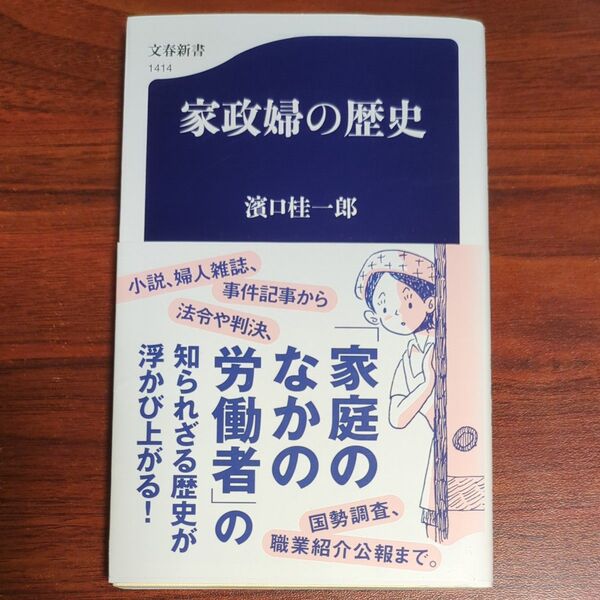 文春新書
1414
家政婦の歴史
濱口桂一郎
小説、婦人雑誌、
事件記事から
法令や判決、
「家庭の
なかの
労働者」の
知られざる歴史が
浮かび上がる!
国勢調査、
職業紹介公報まで。